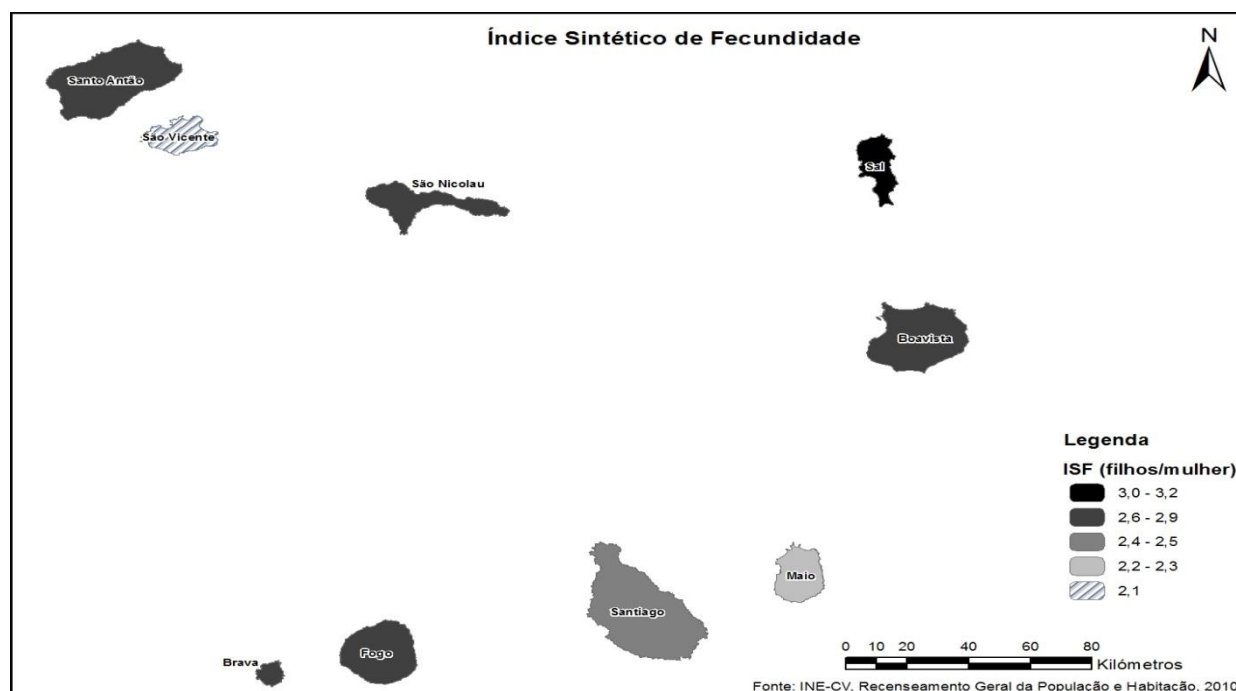 Índice Sintético de Fecundidade
N
Santo Antão
São Vicente
São Nicolau
Sal
Boavista
Legenda
ISF (filhos/mulher)
3,0 - 3,2
2,6 - 2,9
2,4 - 2,5
2,2 - 2,3
2,1
Maio
Santiago
Fogo
Brava
0 10 20 40 60 80
Kilómetros
Fonte: INE-CV, Recenseamento Geral da População e Habitação, 2010